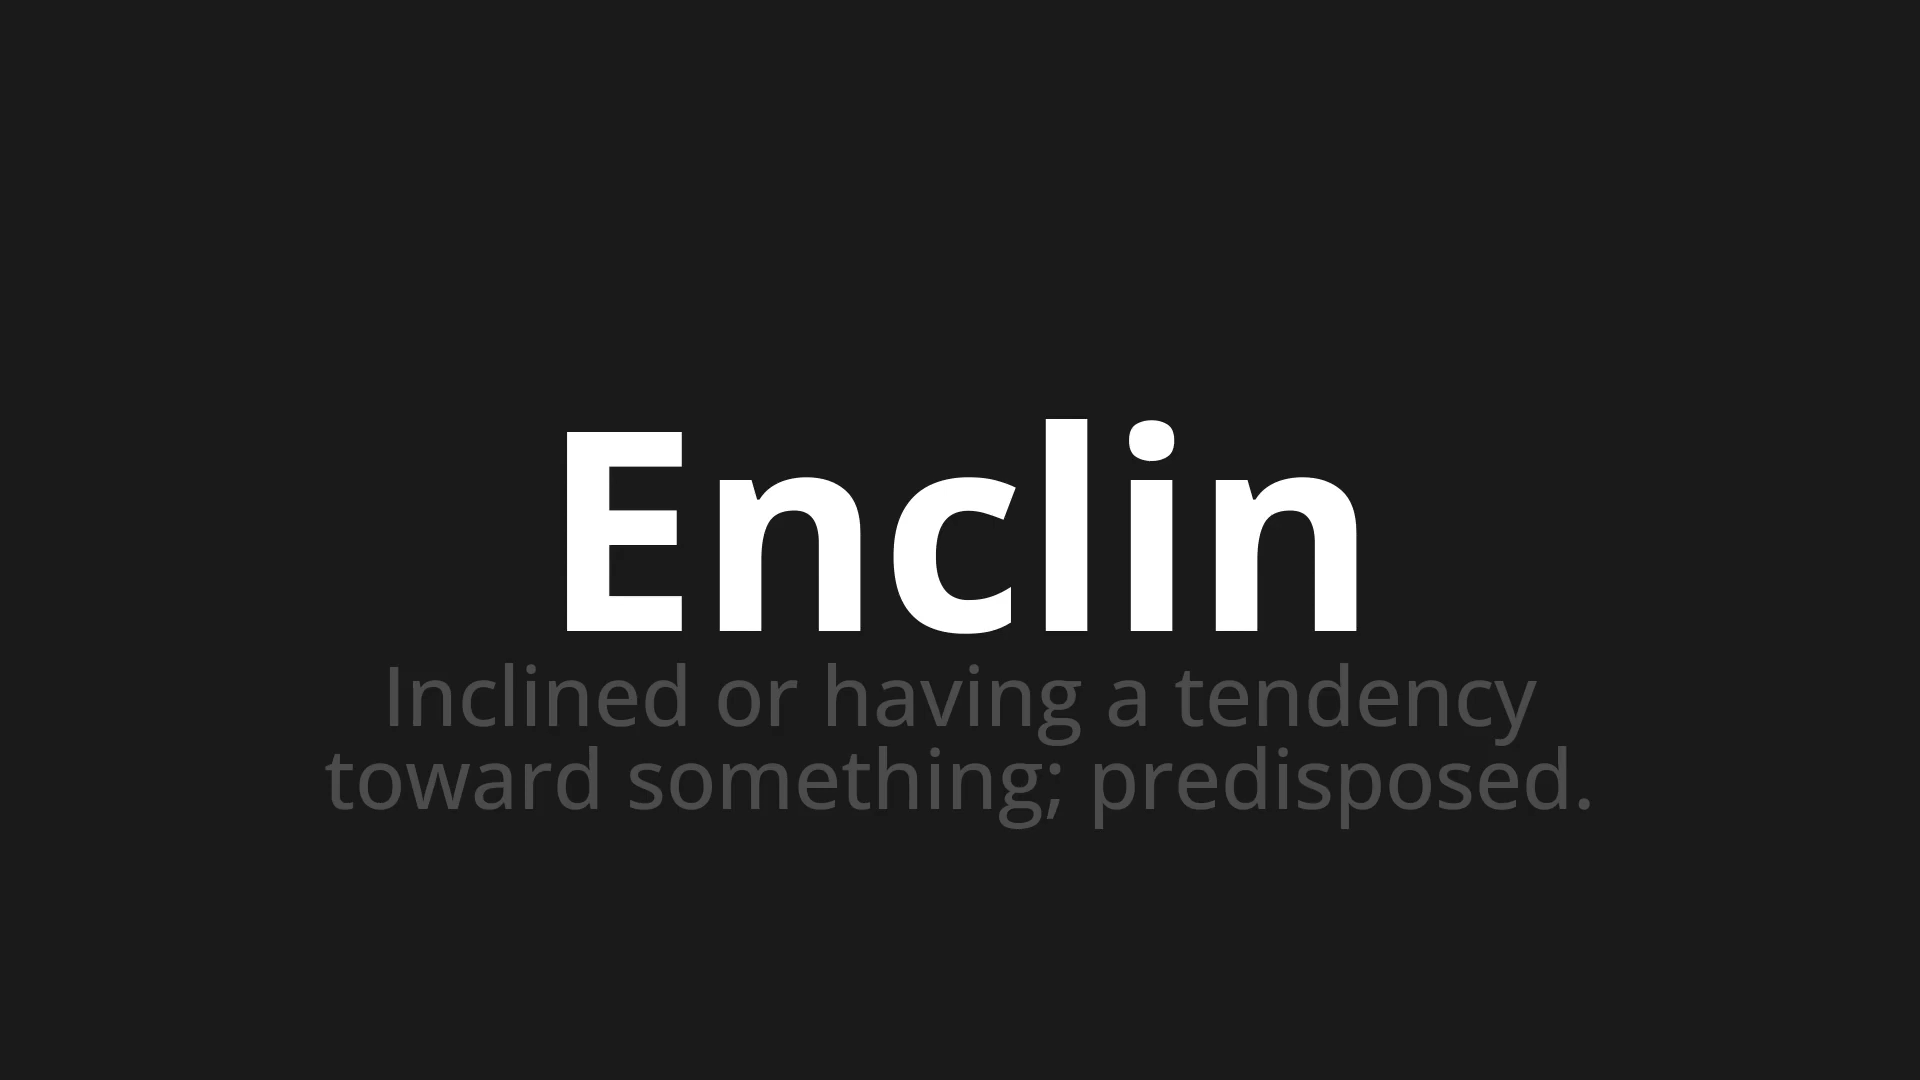 Enclin
Inclined or having a tendency
toward something; predisposed.